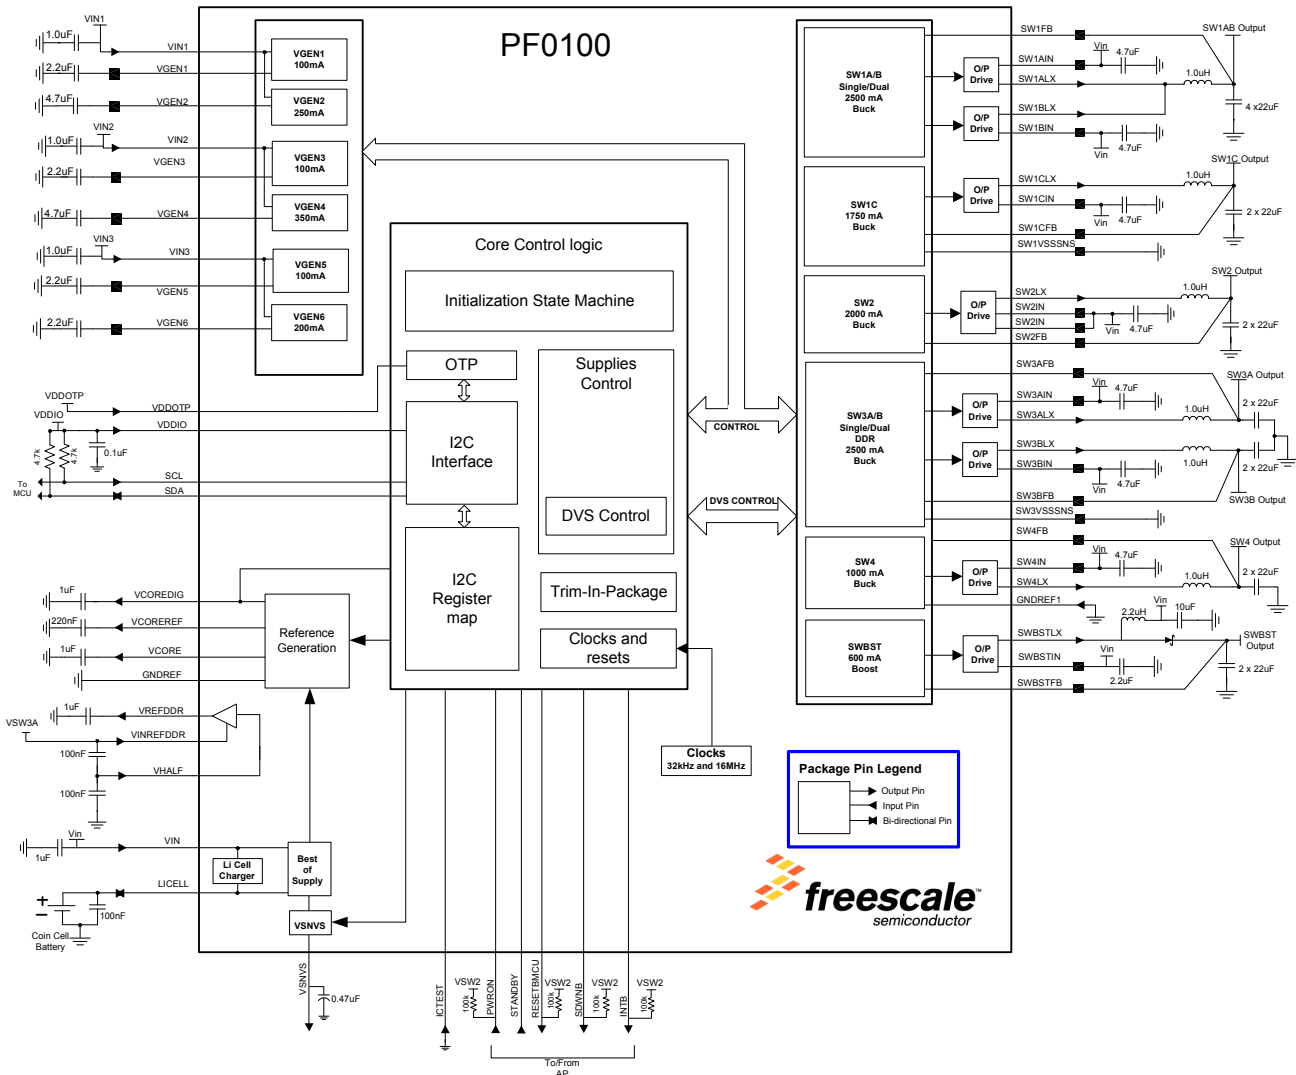 PF0100
VIN1
1.0uF
VIN1
2.2uF
VGEN1
4.7uF
VGEN2
VIN2
1.0uF
VIN2
VGEN3
2.2uF
4.7uF
VGEN4
VIN3
1.0uF
VIN3
2.2uF
VGEN5
2.2uF
VGEN6
VGEN1
100mA
VGEN2
250mA
VGEN3
100mA
VGEN4
350mA
VGEN5
100mA
VGEN6
200mA
VDDOTP
VDDOTP
VDDIO
VDDIO
4.7k
4.7k
0.1uF
To
MCU
SCL
SDA
Core Control logic
Initialization State Machine
OTP
I2C
Interface
I2C
Register
map
Supplies
Control
DVS Control
Trim-In-Package
Clocks and
resets
CONTROL
DVS CONTROL
Clocks
32kHz and 16MHz
1uF
VCOREDIG
220nF
VCOREREF
1uF
VCORE
GNDREF
Reference
Generation
1uF
VREFDDR
VSW3A
VINREFDDR
100nF
VHALF
100nF
Vin
VIN
1uF
LICELL
100nF
+
-
Coin Cell
Battery
Li Cell
Charger
Best
of
Supply
VSNVS
VSNVS
0.47uF
ICTEST
VSW2
100k
PWRON
STANDBY
RESETBMCU
VSW2
100k
SDWNB
VSW2
100k
INTB
VSW2
100k
To/From
AP
SW1A/B
Single/Dual
2500 mA
Buck
SW1C
1750 mA
Buck
SW2
2000 mA
Buck
SW3A/B
Single/Dual
DDR
2500 mA
Buck
SW4
1000 mA
Buck
SWBST
600 mA
Boost
O/P
Drive
O/P
Drive
O/P
Drive
O/P
Drive
O/P
Drive
O/P
Drive
O/P
Drive
O/P
Drive
SW1FB
SW1AB Output
Vin
4.7uF
SW1AIN
SW1ALX
1.0uH
4 x22uF
SW1BLX
SW1BIN
Vin
4.7uF
SW1C Output
SW1CLX
1.0uH
SW1CIN
Vin
4.7uF
2 x 22uF
SW1CFB
SW1VSSSNS
SW2 Output
SW2LX
1.0uH
SW2IN
SW2IN
Vin
4.7uF
2 x 22uF
SW2FB
SW3AFB
SW3A Output
Vin
4.7uF
SW3AIN
SW3ALX
1.0uH
2 x 22uF
SW3BLX
1.0uH
SW3BIN
Vin
4.7uF
2 x 22uF
SW3BFB
SW3B Output
SW3VSSSNS
SW4FB
SW4 Output
Vin
4.7uF
SW4IN
SW4LX
1.0uH
2 x 22uF
GNDREF1
2.2uH
Vin
10uF
SWBSTLX
SWBST
Output
SWBSTIN
Vin
2.2uF
2 x 22uF
SWBSTFB
Package Pin Legend
Output Pin
Input Pin
Bi-directional Pin
freescale™
semiconductor